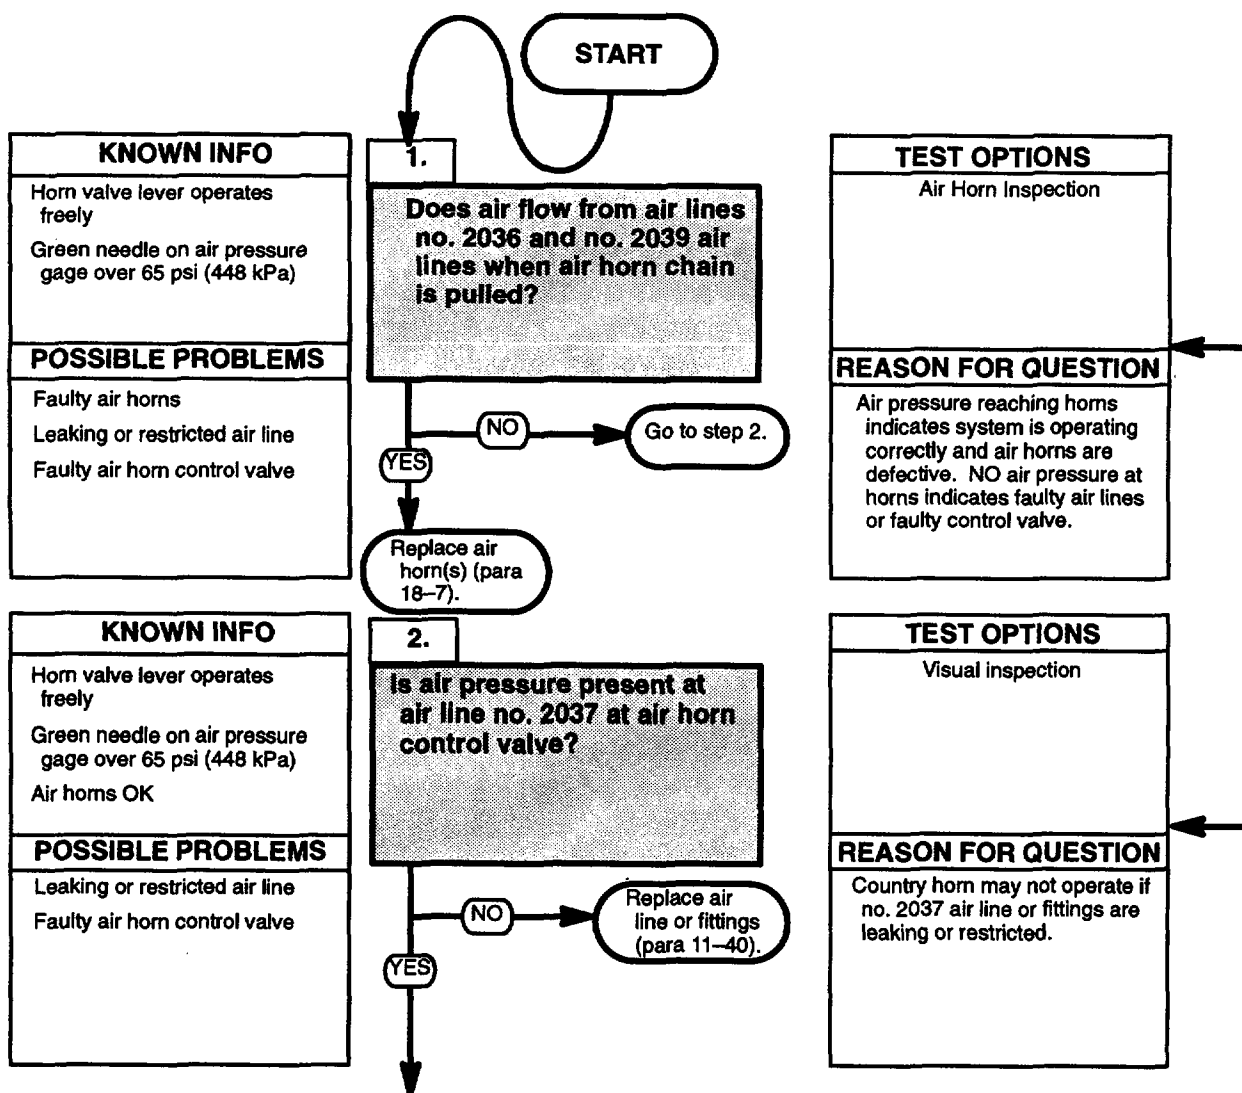 START
KNOWN INFO
Horn valve lever operates
freely
Green needle on air pressure
gage over 65 psi (448 kPa)
POSSIBLE PROBLEMS
Faulty air horns
Leaking or restricted air line
Faulty air horn control valve
1.
Does air flow from air lines
no. 2036 and no. 2039 air
lines when air horn chain
is pulled?
NO
Go to step 2.
YES
Replace air
horn(s) (para
18–7).
TEST OPTIONS
Air Horn Inspection
REASON FOR QUESTION
Air pressure reaching horns
indicates system is operating
correctly and air horns are
defective. NO air pressure at
horns indicates faulty air lines
or faulty control valve.
KNOWN INFO
Horn valve lever operates
freely
Green needle on air pressure
gage over 65 psi (448 kPa)
Air horns OK
POSSIBLE PROBLEMS
Leaking or restricted air line
Faulty air horn control valve
2.
Is air pressure present at
air line no. 2037 at air horn
control valve?
NO
Replace air
line or fittings
(para 11–40).
YES
TEST OPTIONS
Visual inspection
REASON FOR QUESTION
Country horn may not operate if
no. 2037 air line or fittings are
leaking or restricted.